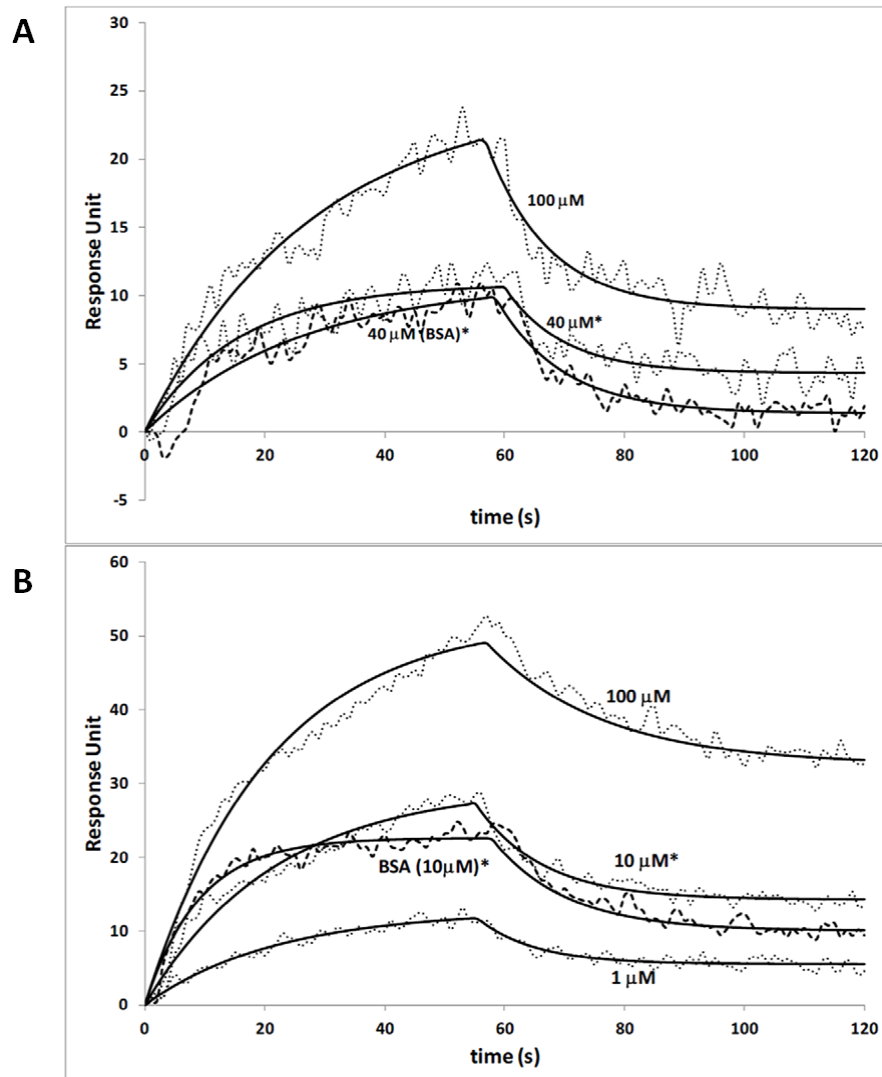 A
30
25
20
15
10
5
0
-5
Response Unit
100 μM
40 μM*
40 μM (BSA)*
0 20 40 60 80 100 120
time (s)
B
60
50
40
30
20
10
0
Response Unit
100 μM
10 μM*
BSA (10μM)*
1 μM
0 20 40 60 80 100 120
time (s)